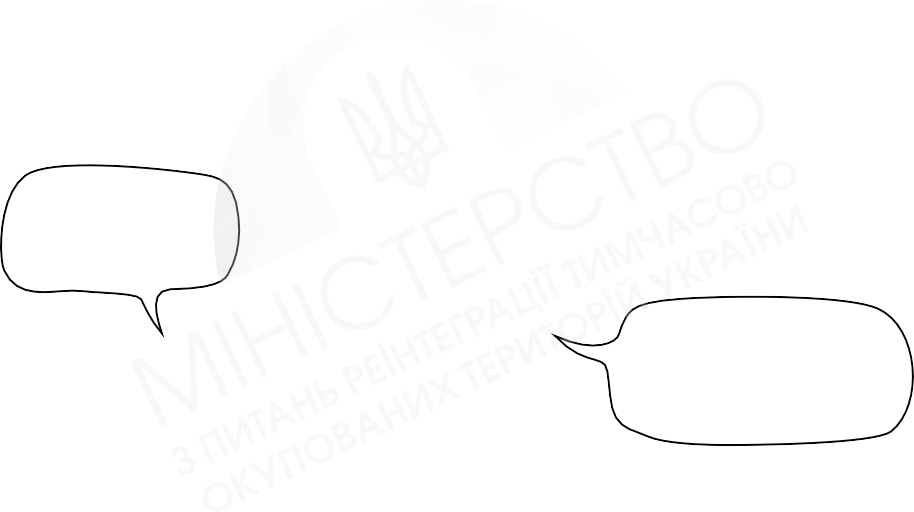 МІНІСТЕРСТВО
З ПИТАНЬ РЕІНТЕГРАЦІЇ ТИМЧАСОВО
ОКУПОВАНИХ ТЕРИТОРІЙ УКРАЇНИ